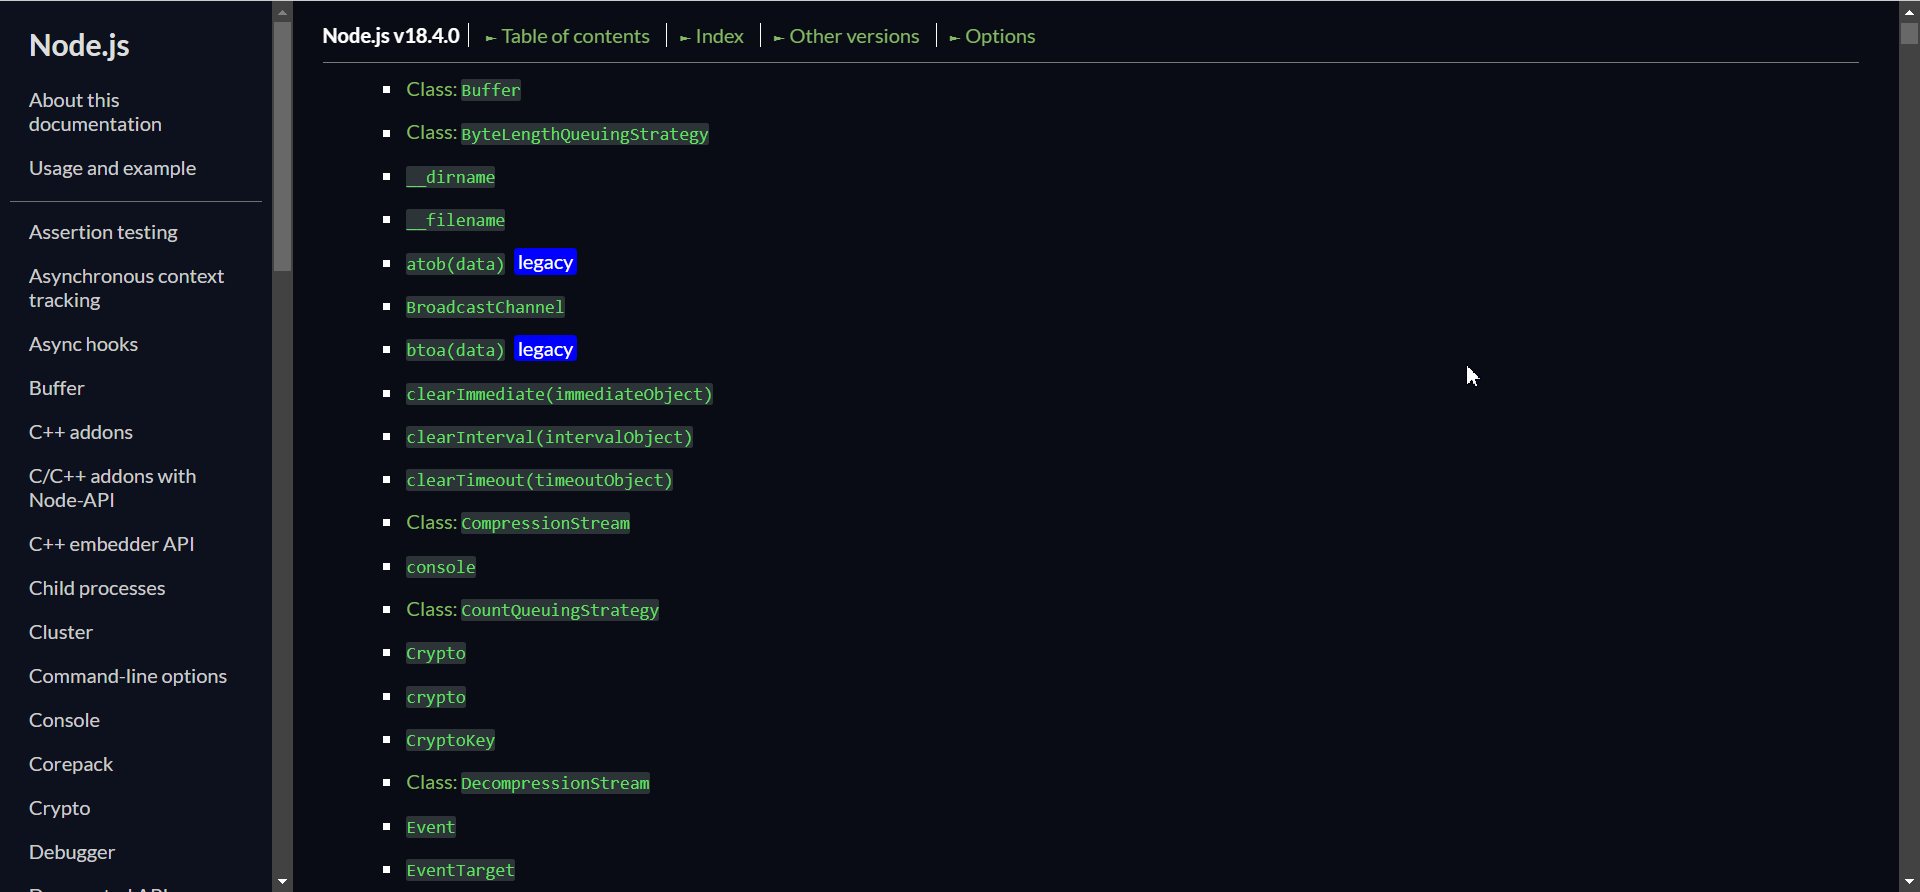 Node.js
About this
documentation
Usage and example
Assertion testing
Asynchronous context
tracking
Async hooks
Buffer
C++ addons
C/C++ addons with
Node-API
C++ embedder API
Child processes
Cluster
Command-line options
Console
Corepack
Crypto
Debugger
Node.js v18.4.0 | ► Table of contents | ► Index | ► Other versions | ► Options
Class: Buffer
Class: ByteLengthQueuingStrategy
__dirname
__filename
atob(data) legacy
BroadcastChannel
btoa(data) legacy
clearImmediate(immediateObject)
clearInterval(intervalObject)
clearTimeout(timeoutObject)
Class: CompressionStream
console
Class: CountQueuingStrategy
Crypto
crypto
CryptoKey
Class: DecompressionStream
Event
EventTarget